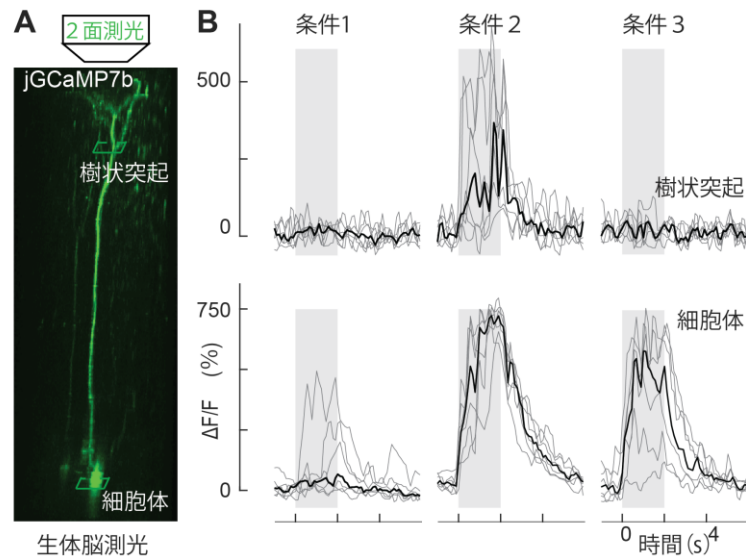 A
2面測光
jGCaMP7b
樹状突起
細胞体
生体脳測光
B
条件1
条件2
条件3
500
0
樹状突起
750
0
ΔF/F (%)
細胞体
0
4
時間(s)